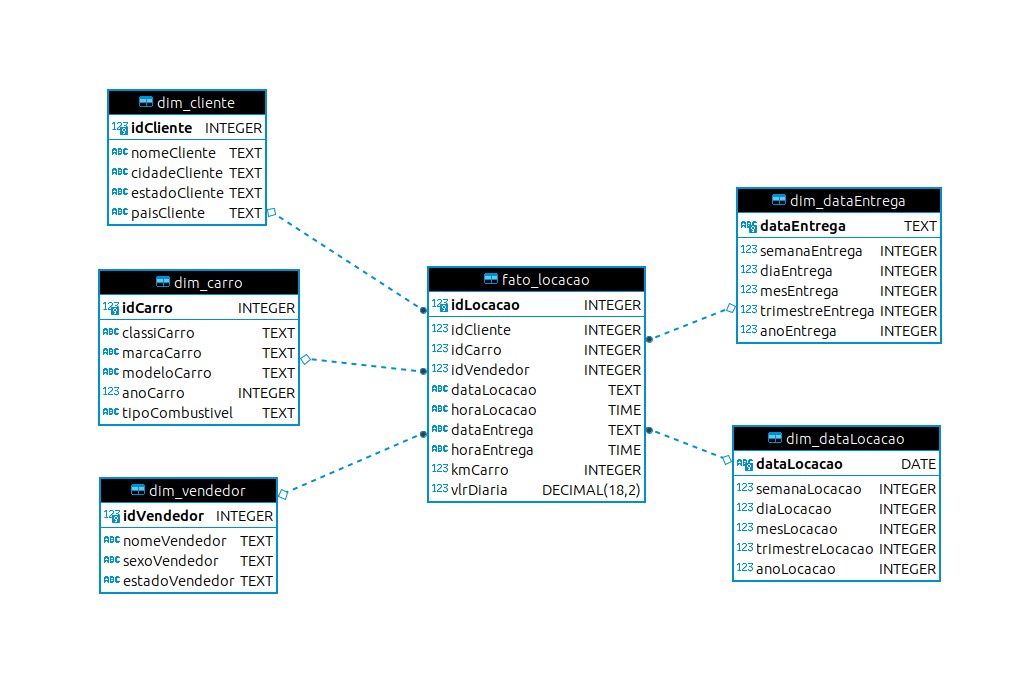 dim_cliente
123 idCliente INTEGER
ABC nomeCliente TEXT
ABC cidadeCliente TEXT
ABC estadoCliente TEXT
ABC paisCliente TEXT
dim_carro
123 idCarro INTEGER
ABC classiCarro TEXT
ABC marcaCarro TEXT
ABC modeloCarro TEXT
123 anoCarro INTEGER
ABC tipoCombustivel TEXT
dim_vendedor
123 idVendedor INTEGER
ABC nomeVendedor TEXT
ABC sexoVendedor TEXT
ABC estadoVendedor TEXT
fato_locacao
123 idLocacao INTEGER
123 idCliente INTEGER
123 idCarro INTEGER
123 idVendedor INTEGER
ABC dataLocacao TEXT
ABC horaLocacao TIME
ABC dataEntrega TEXT
ABC horaEntrega TIME
123 kmCarro INTEGER
123 vlrDiaria DECIMAL(18,2)
dim_dataEntrega
ABC dataEntrega TEXT
123 semanaEntrega INTEGER
123 diaEntrega INTEGER
123 mesEntrega INTEGER
123 trimestreEntrega INTEGER
123 anoEntrega INTEGER
dim_dataLocacao
ABC dataLocacao DATE
123 semanaLocacao INTEGER
123 diaLocacao INTEGER
123 mesLocacao INTEGER
123 trimestreLocacao INTEGER
123 anoLocacao INTEGER